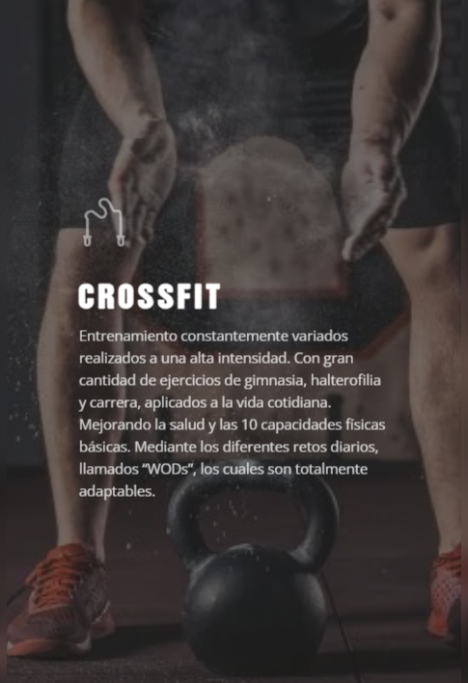 CROSSFIT
Entrenamiento constantemente variados
realizados a una alta intensidad. Con gran
cantidad de ejercicios de gimnasia, halterofilia
y carrera, aplicados a la vida cotidiana.
Mejorando la salud y las 10 capacidades físicas
básicas. Mediante los diferentes retos diarios,
llamados “WODs”, los cuales son totalmente
adaptables.